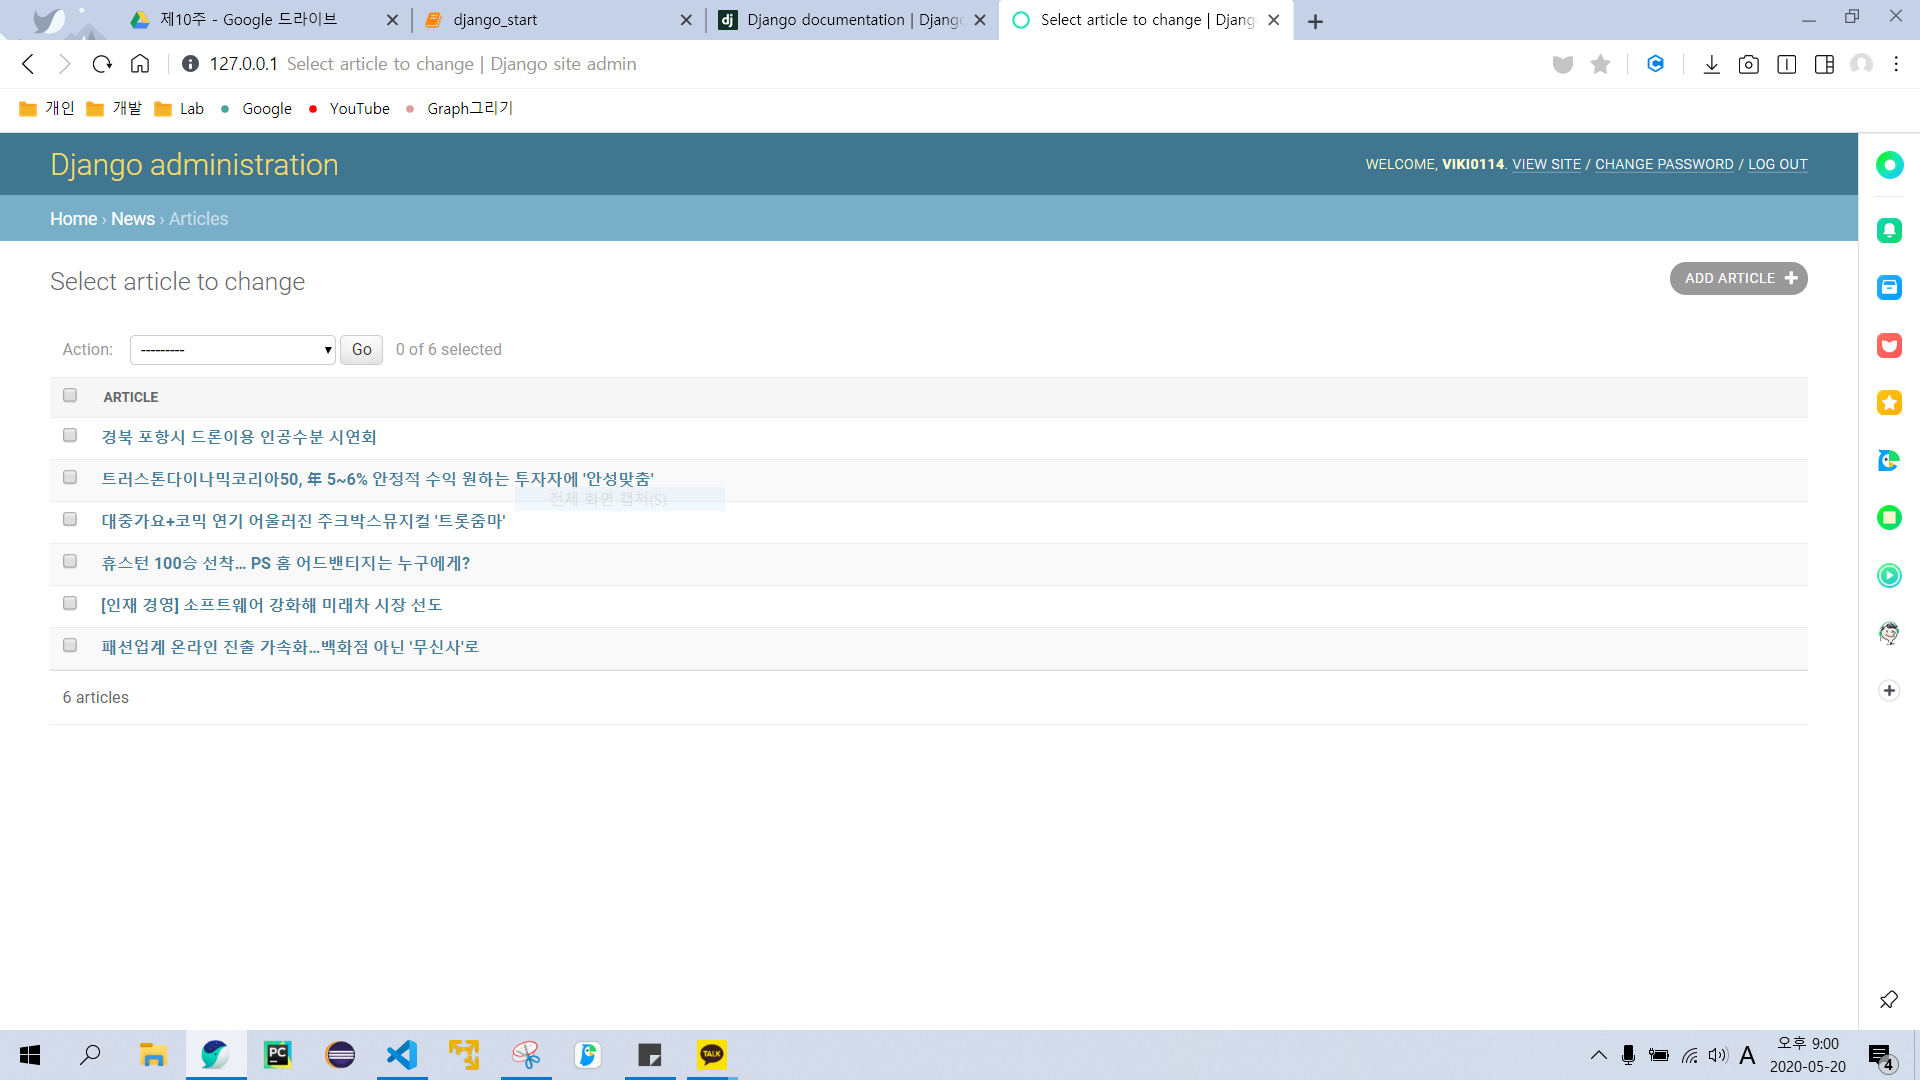 제10주 - Google 드라이브
django_start
Django documentation | Django
Select article to change | Djang
127.0.0.1 Select article to change | Django site admin
개인 개발 Lab Google YouTube Graph그리기
Django administration
WELCOME, VIKI0114. VIEW SITE / CHANGE PASSWORD / LOG OUT
Home › News › Articles
Select article to change
ADD ARTICLE
Action: --------- Go 0 of 6 selected
ARTICLE
경북 포항시 드론이용 인공수분 시연회
트러스톤다이나믹코리아50, 年 5~6% 안정적 수익 원하는 투자자에 '안성맞춤'
전체 화면 캡처(S)
대중가요+코믹 연기 어울러진 주크박스뮤지컬 '트롯줌마'
휴스턴 100승 선착... PS 홈 어드밴티지는 누구에게?
[인재 경영] 소프트웨어 강화해 미래차 시장 선도
패션업계 온라인 진출 가속화...백화점 아닌 '무신사'로
6 articles
PC
TALK
A
오후 9:00
2020-05-20
4